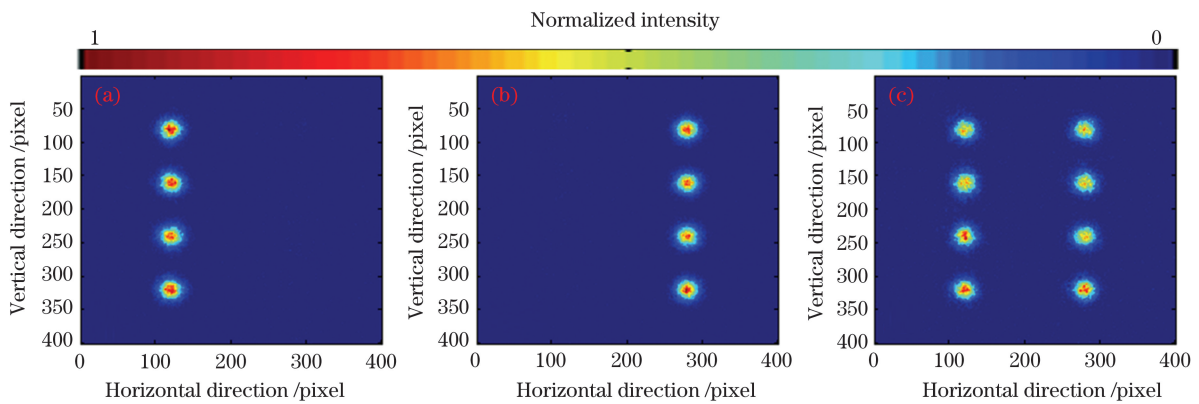 Normalized intensity
1 0
(a) (b) (c)
50 50 50
100 100 100
150 150 150
200 200 200
250 250 250
300 300 300
350 350 350
400 400 400
Vertical direction /pixel Vertical direction /pixel Vertical direction /pixel
0 100 200 300 400 0 100 200 300 400 0 100 200 300 400
Horizontal direction /pixel Horizontal direction /pixel Horizontal direction /pixel